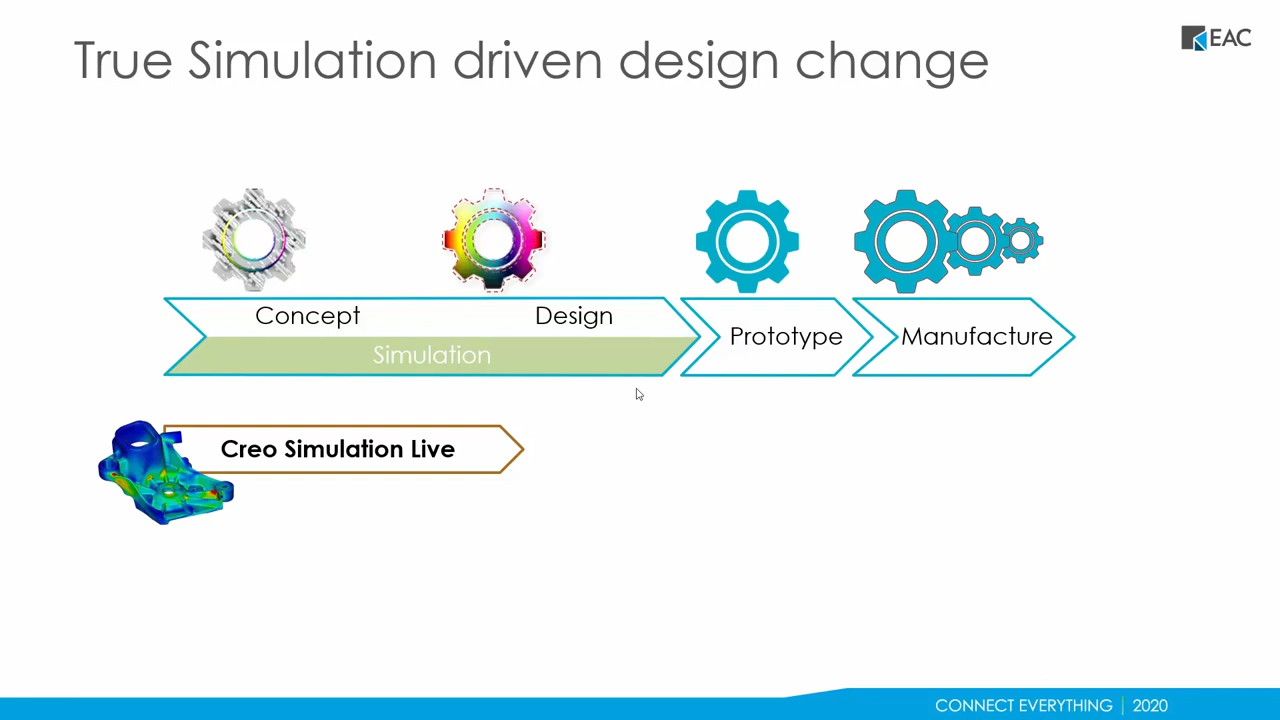 True Simulation driven design change
EAC
Concept
Design
Simulation
Prototype
Manufacture
Creo Simulation Live
CONNECT EVERYTHING | 2020